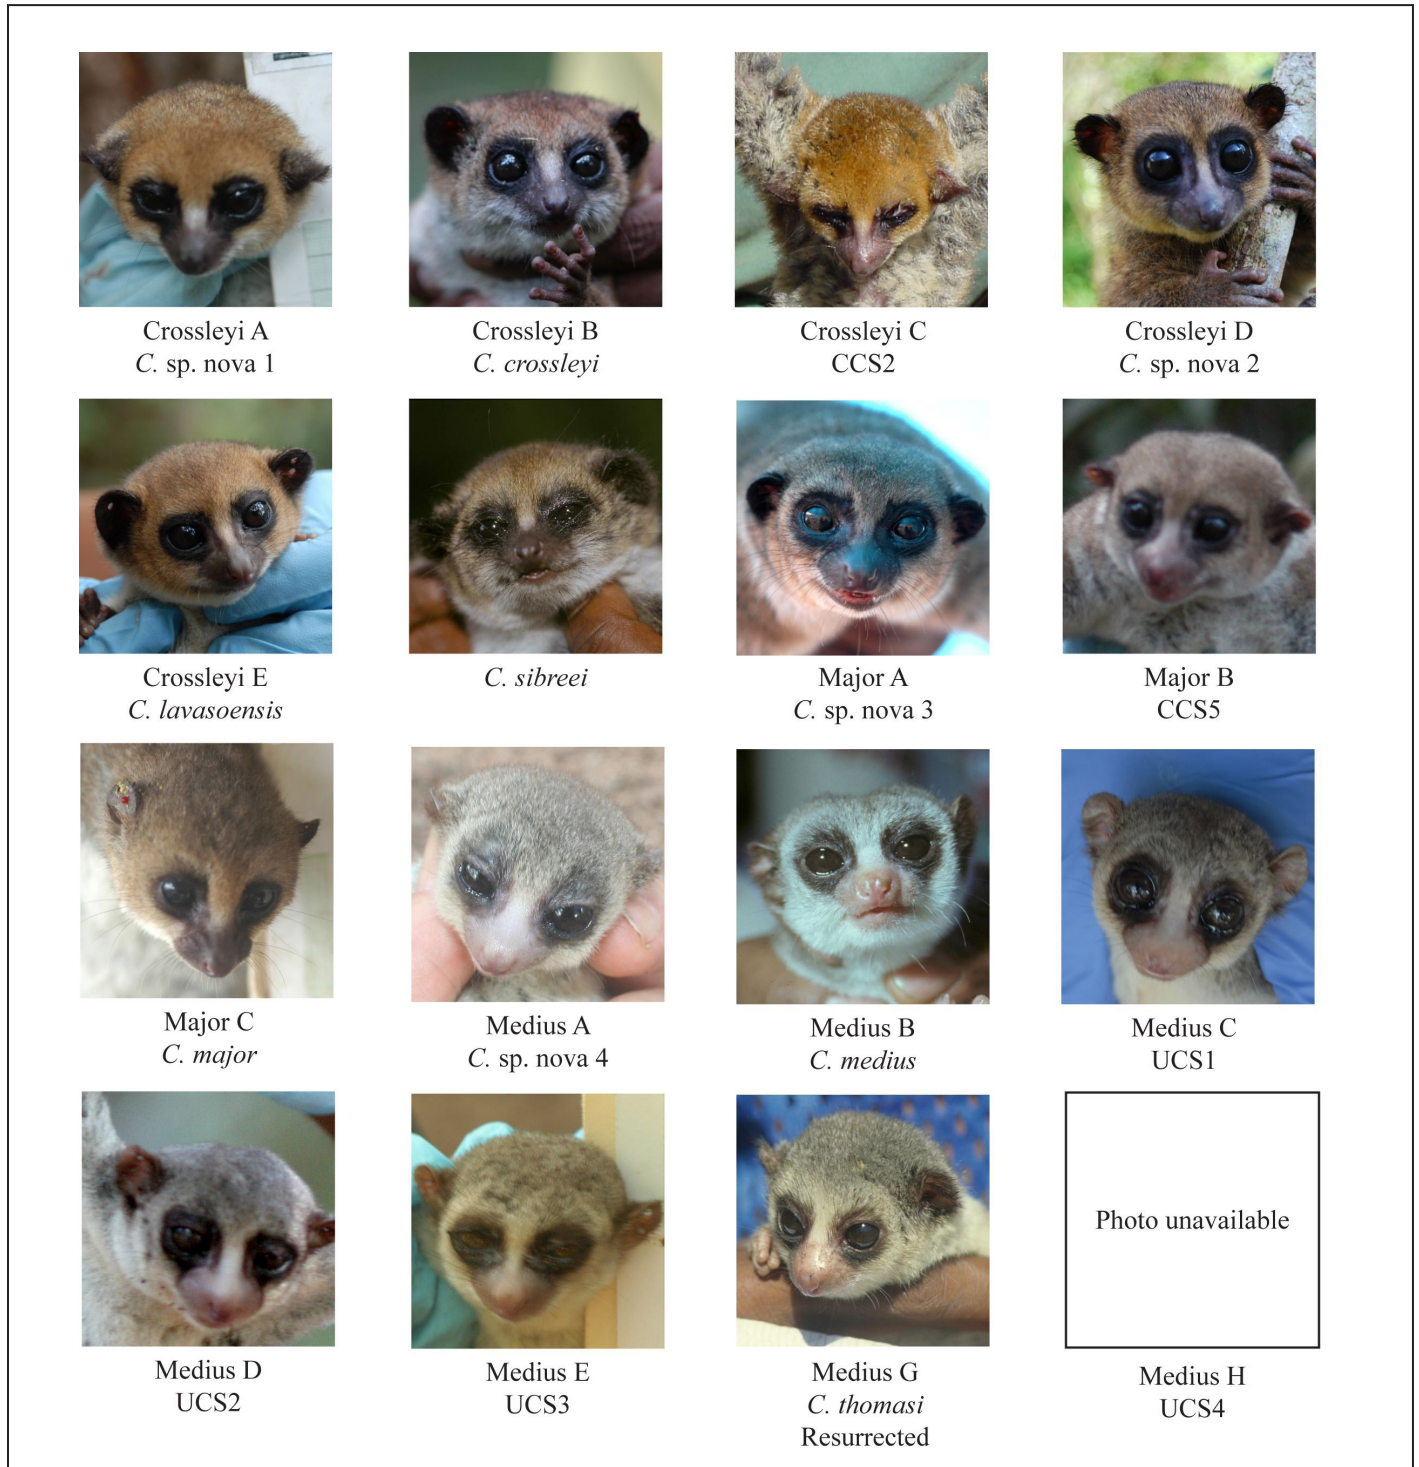 Crossleyi A
C. sp. nova 1
Crossleyi B
C. crossleyi
Crossleyi C
CCS2
Crossleyi D
C. sp. nova 2
Crossleyi E
C. lavasoensis
C. sibreei
Major A
C. sp. nova 3
Major B
CCS5
Major C
C. major
Medius A
C. sp. nova 4
Medius B
C. medius
Medius C
UCS1
Medius D
UCS2
Medius E
UCS3
Medius G
C. thomasi
Resurrected
Photo unavailable
Medius H
UCS4